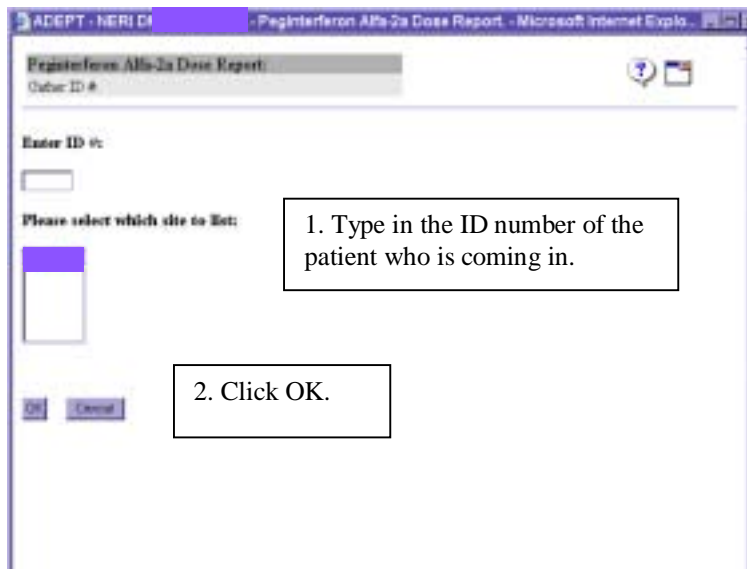 ADEPT - NERI D - Peginterferon Alfa-2a Dose Report. - Microsoft Internet Explo...
Peginterferon Alfa-2a Dose Report:
Gather ID #.
Enter ID #:
Please select which site to list:
1. Type in the ID number of the
patient who is coming in.
2. Click OK.
OK Cancel